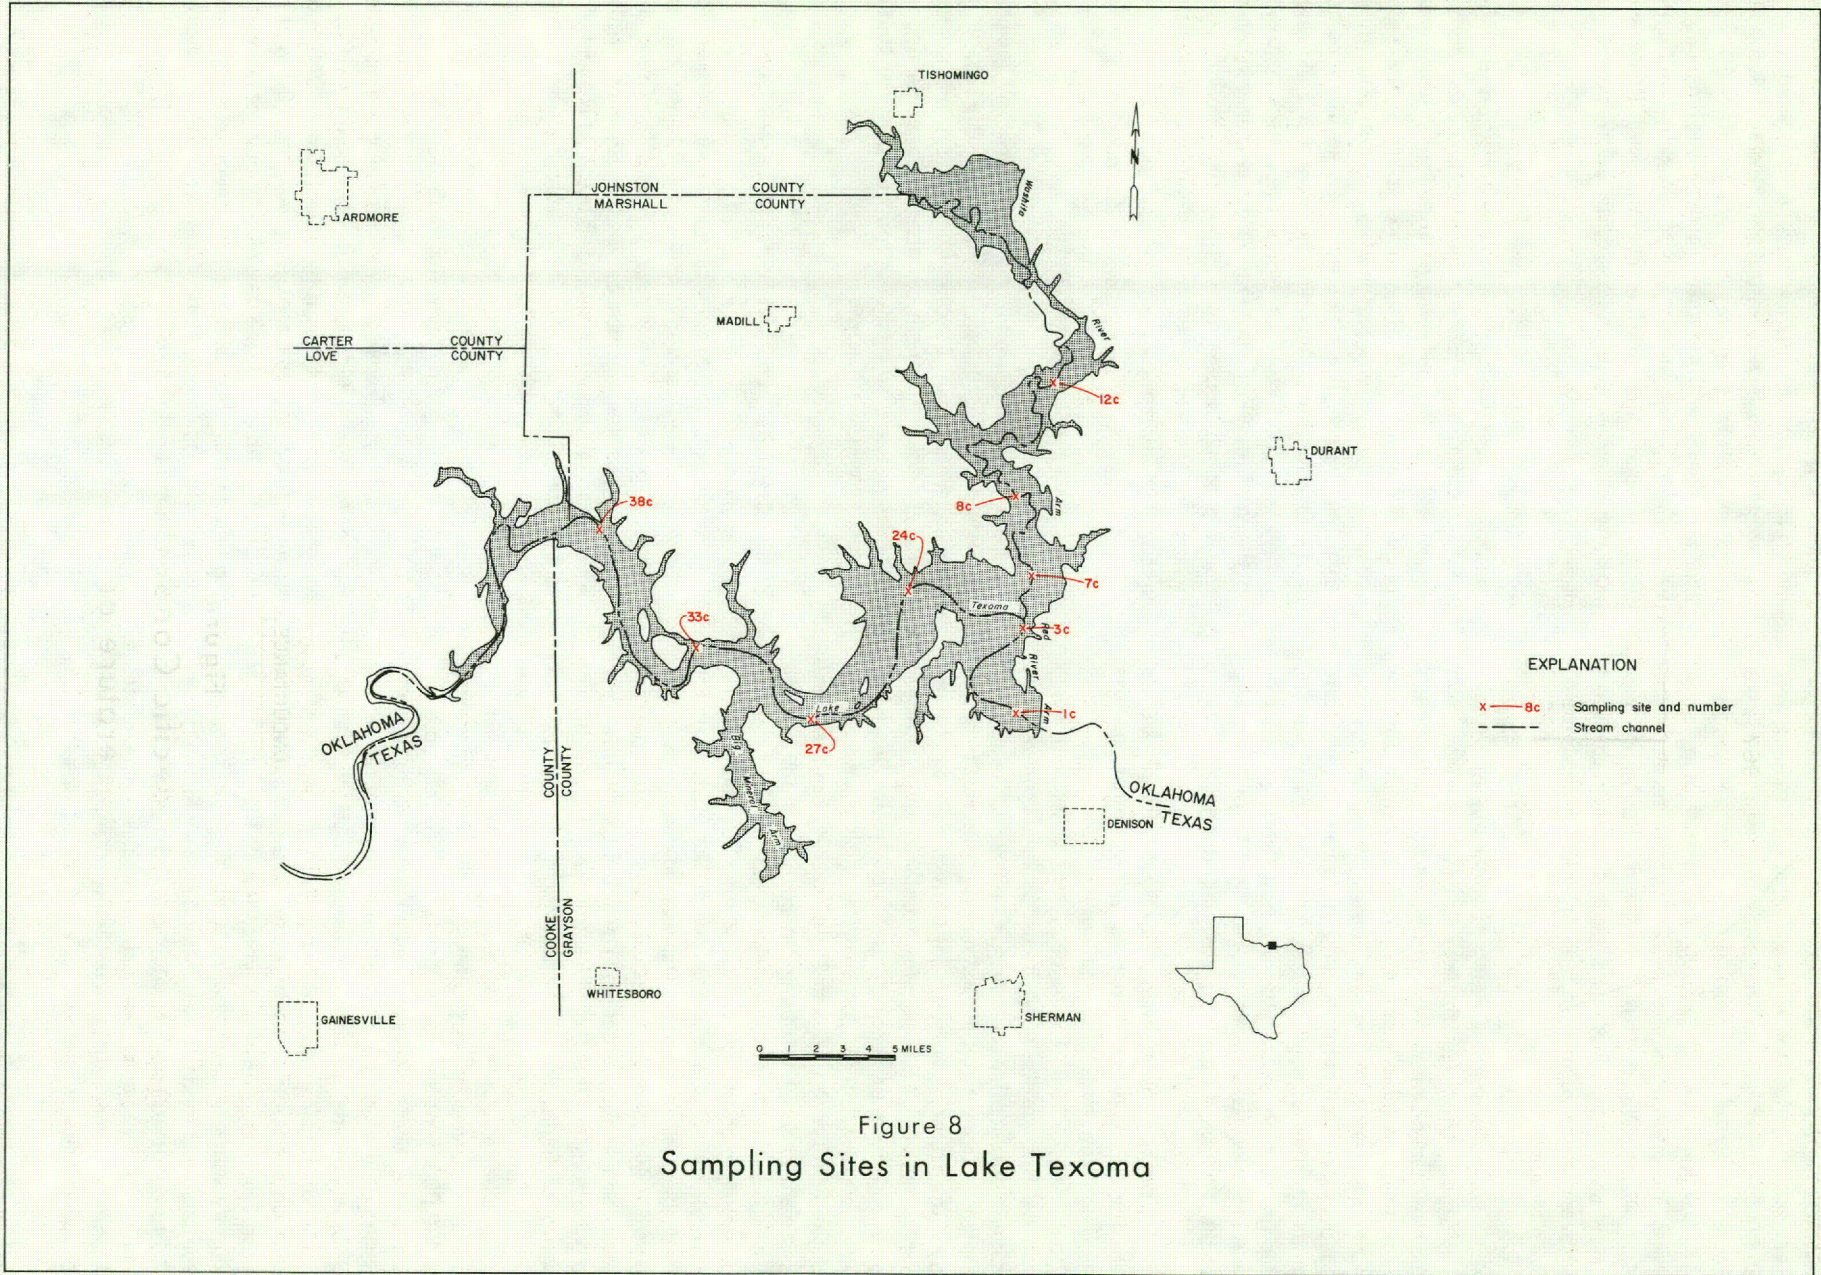 TISHOMINGO
N
Washita
JOHNSTON COUNTY
MARSHALL COUNTY
ARDMORE
MADILL
River
CARTER COUNTY
LOVE COUNTY
12c
DURANT
38c
8c
Arm
24c
7c
Texoma
33c
3c
Red
River
Arm
EXPLANATION
X 8c Sampling site and number
Stream channel
1c
Lake
27c
OKLAHOMA
TEXAS
Big
Mineral
Arm
COUNTY
COUNTY
OKLAHOMA
TEXAS
DENISON
COOKE
GRAYSON
WHITESBORO
GAINESVILLE
SHERMAN
0 1 2 3 4 5 MILES
Figure 8
Sampling Sites in Lake Texoma